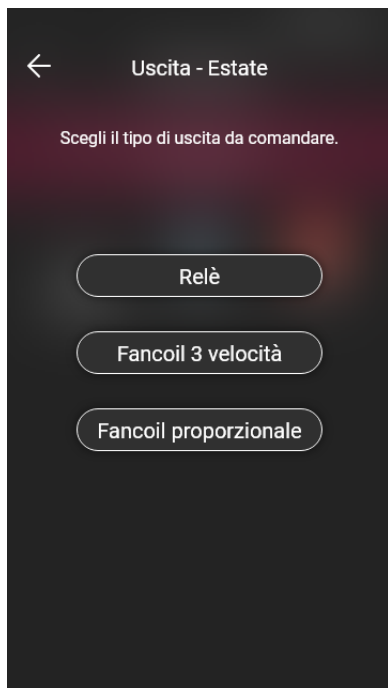 Uscita - Estate
Scegli il tipo di uscita da comandare.
Relè
Fancoil 3 velocità
Fancoil proporzionale